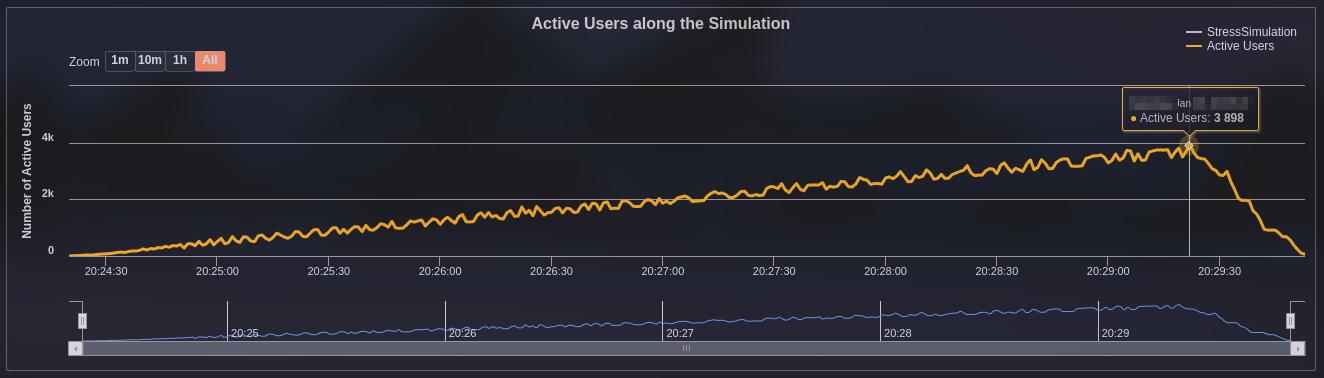 Active Users along the Simulation
StressSimulation
Active Users
Zoom 1m 10m 1h All
Number of Active Users
4k
2k
0
Jan
Active Users: 3 898
20:24:30 20:25:00 20:25:30 20:26:00 20:26:30 20:27:00 20:27:30 20:28:00 20:28:30 20:29:00 20:29:30
20:25 20:26 20:27 20:28 20:29